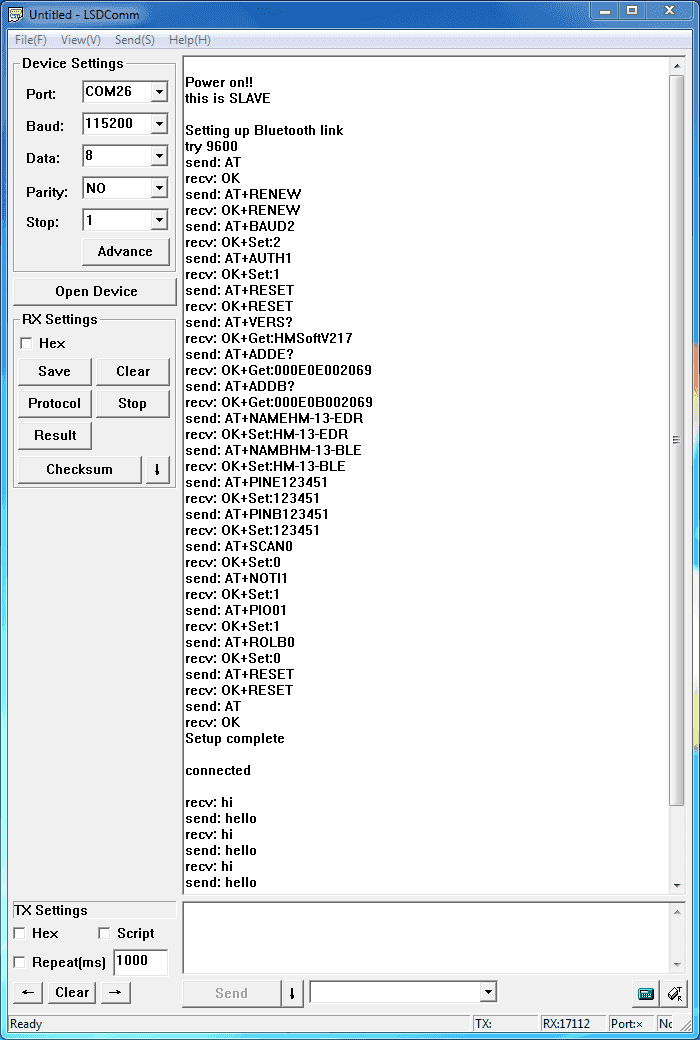 Untitled - LSDComm
File(F) View(V) Send(S) Help(H)
Device Settings
Port: COM26
Baud: 115200
Data: 8
Parity: NO
Stop: 1
Advance
Open Device
RX Settings
Hex
Save Clear
Protocol Stop
Result
Checksum
Power on!!
this is SLAVE
Setting up Bluetooth link
try 9600
send: AT
recv: OK
send: AT+RENEW
recv: OK+RENEW
send: AT+BAUD2
recv: OK+Set:2
send: AT+AUTH1
recv: OK+Set:1
send: AT+RESET
recv: OK+RESET
send: AT+VERS?
recv: OK+Get:HMSoftV217
send: AT+ADDE?
recv: OK+Get:000E0E002069
send: AT+ADDB?
recv: OK+Get:000E0B002069
send: AT+NAMEHM-13-EDR
recv: OK+Set:HM-13-EDR
send: AT+NAMBHM-13-BLE
recv: OK+Set:HM-13-BLE
send: AT+PINE123451
recv: OK+Set:123451
send: AT+PINB123451
recv: OK+Set:123451
send: AT+SCAN0
recv: OK+Set:0
send: AT+NOTI1
recv: OK+Set:1
send: AT+PIO01
recv: OK+Set:1
send: AT+ROLB0
recv: OK+Set:0
send: AT+RESET
recv: OK+RESET
send: AT
recv: OK
Setup complete
connected
recv: hi
send: hello
recv: hi
send: hello
recv: hi
send: hello
TX Settings
Hex Script
Repeat(ms) 1000
Clear
Send
Ready TX: RX:17112 Port:× Nc